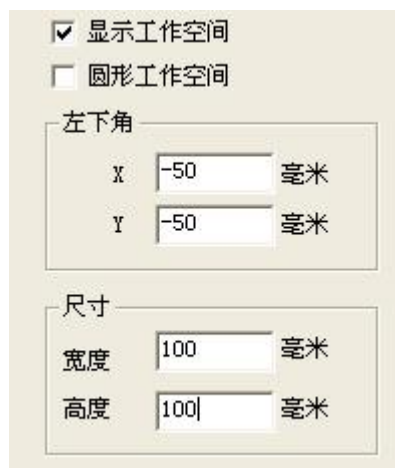 显示工作空间
圆形工作空间
左下角
X -50 毫米
Y -50 毫米
尺寸
宽度 100 毫米
高度 100 毫米